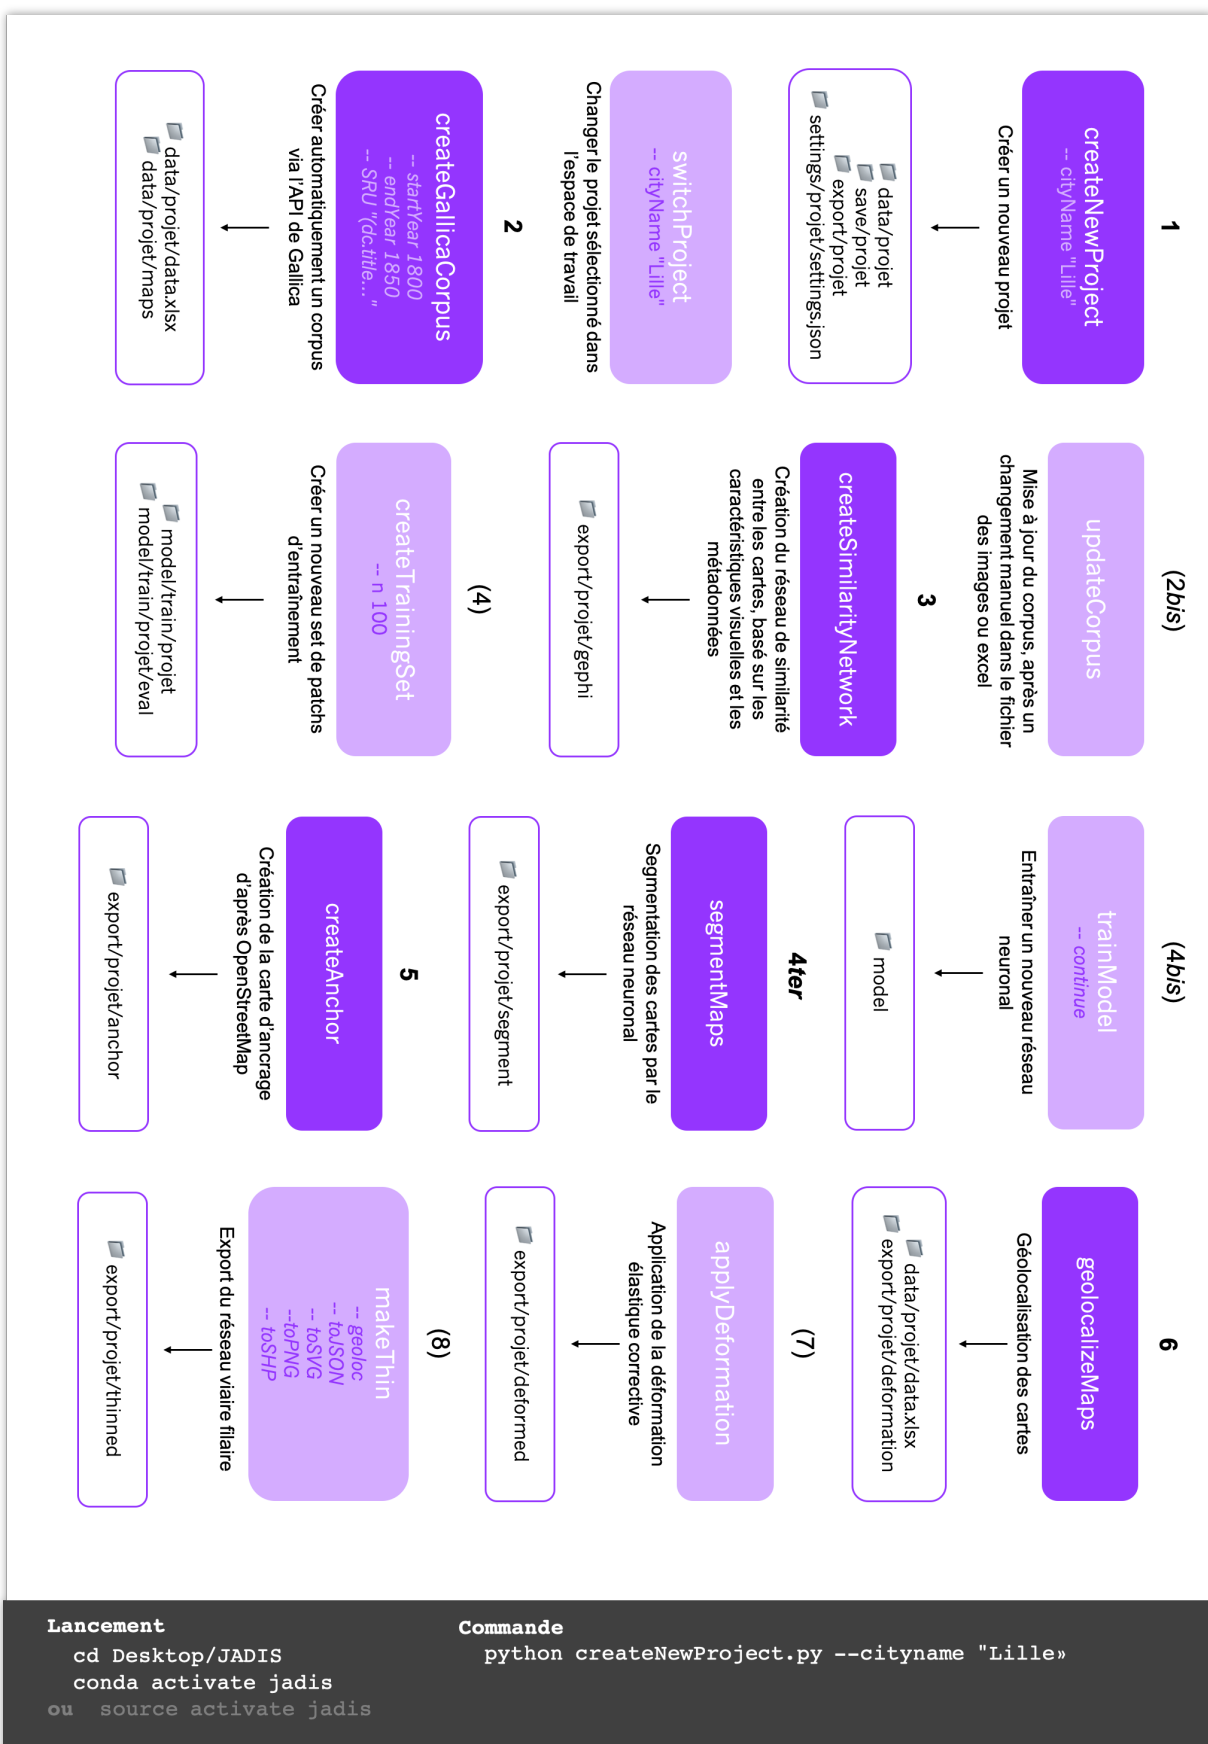 1
createNewProject
-- cityName "Lille"
Créer un nouveau projet
data/projet
save/projet
export/projet
settings/projet/settings.json
switchProject
-- cityName "Lille"
Changer le projet sélectionné dans
l'espace de travail
2
createGallicaCorpus
-- startYear 1800
-- endYear 1850
-- SRU "(dc.title... "
Créer automatiquement un corpus
via l'API de Gallica
data/projet/data.xlsx
data/projet/maps
(2bis)
updateCorpus
Mise à jour du corpus, après un
changement manuel dans le fichier
des images ou excel
3
createSimilarityNetwork
Création du réseau de similarité
entre les cartes, basé sur les
caractéristiques visuelles et les
métadonnées
export/projet/gephi
(4)
createTrainingSet
-- n 100
Créer un nouveau set de patchs
d'entraînement
model/train/projet
model/train/projet/eval
(4bis)
trainModel
-- continue
Entraîner un nouveau réseau
neuronal
model
4ter
segmentMaps
Segmentation des cartes par le
réseau neuronal
export/projet/segment
5
createAnchor
Création de la carte d'ancrage
d'après OpenStreetMap
export/projet/anchor
6
geolocalizeMaps
Géolocalisation des cartes
data/projet/data.xlsx
export/projet/deformation
(7)
applyDeformation
Application de la déformation
élastique corrective
export/projet/deformed
(8)
makeThin
-- geoloc
-- toJSON
-- toSVG
--toPNG
-- toSHP
Export du réseau viaire filaire
export/projet/thinned
Lancement
cd Desktop/JADIS
conda activate jadis
ou source activate jadis
Commande
python createNewProject.py --cityname "Lille»